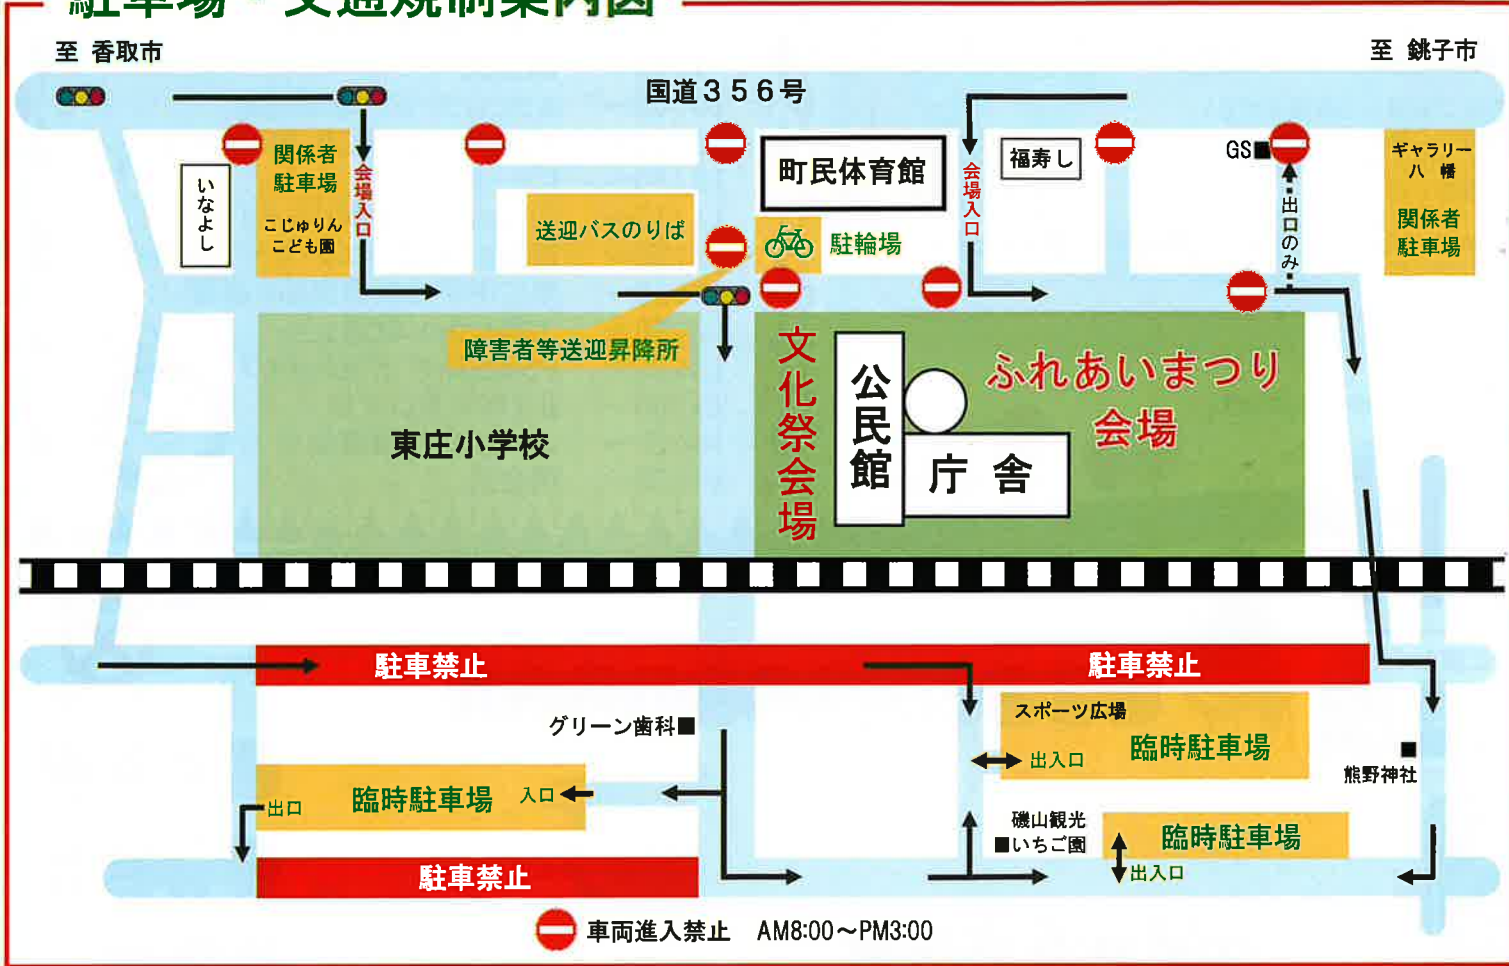 駐車場・交通規制案内図
至 香取市
至 銚子市
国道356号
いなよし
関係者
駐車場
こじゅりん
こども園
会場入口
送迎バスのりば
町民体育館
駐輪場
会場入口
福寿し
GS■
出口のみ
ギャラリー
八 幡
関係者
駐車場
障害者等送迎昇降所
東庄小学校
文化祭会場
公民館
庁 舎
ふれあいまつり
会場
駐車禁止
駐車禁止
グリーン歯科■
スポーツ広場
臨時駐車場
出入口
■
熊野神社
臨時駐車場
入口
出口
磯山観光
■いちご園
臨時駐車場
出入口
駐車禁止
車両進入禁止 AM8:00～PM3:00